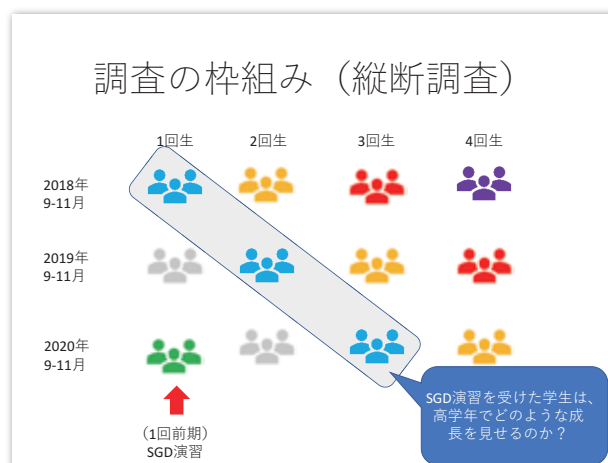 調査の枠組み（縦断調査）
1回生 2回生 3回生 4回生
2018年
9-11月
2019年
9-11月
2020年
9-11月
（1回前期）
SGD演習
SGD演習を受けた学生は、
高学年でどのような成
長を見せるのか？